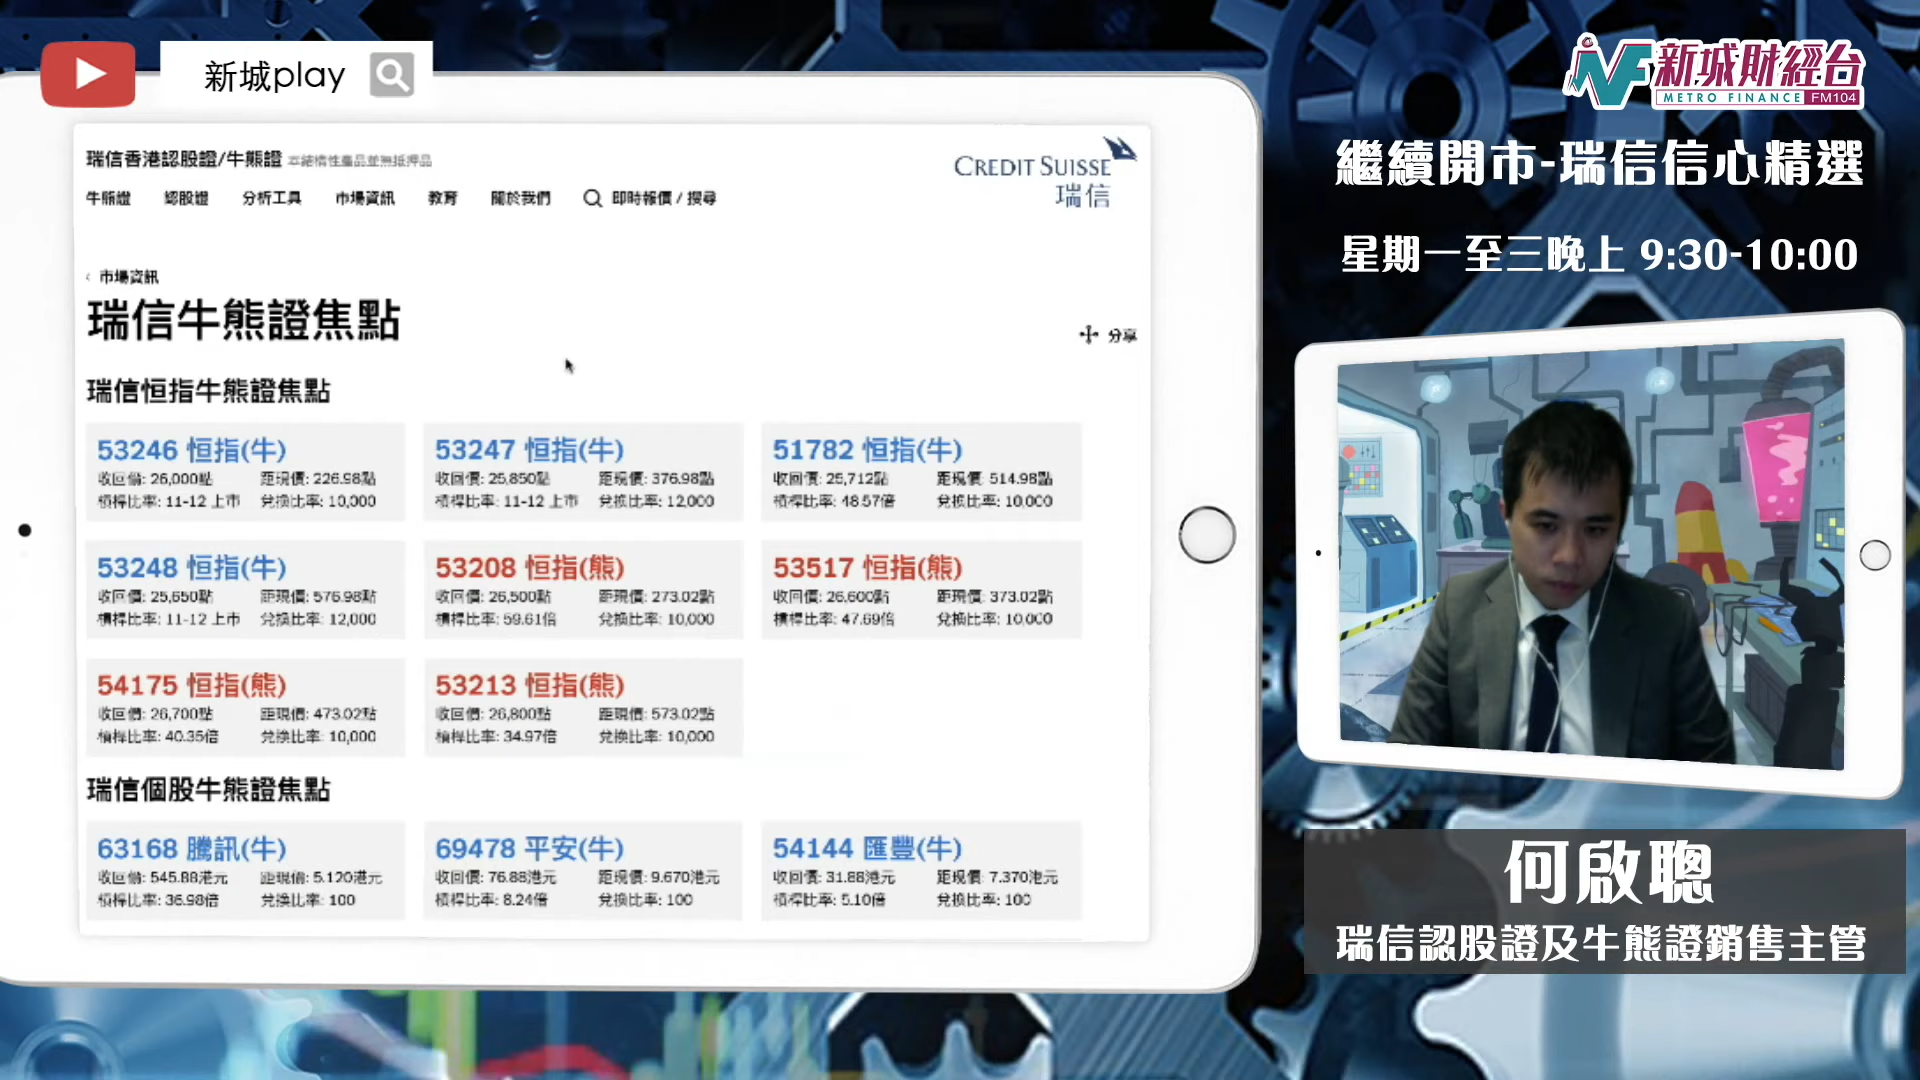 新城play
新城財經台
METRO FINANCE FM104
繼續開市-瑞信信心精選
星期一至三晚上 9:30-10:00
瑞信香港認股證/牛熊證 本結構性產品並無抵押品
CREDIT SUISSE
瑞信
牛熊證 認股證 分析工具 市場資訊 教育 關於我們 即時報價 / 搜尋
‹ 市場資訊
瑞信牛熊證焦點
分享
瑞信恒指牛熊證焦點
53246 恒指(牛)
收回價: 26,000點 距現價: 226.98點
槓桿比率: 11-12 上市 兌換比率: 10,000
53247 恒指(牛)
收回價: 25,850點 距現價: 376.98點
槓桿比率: 11-12 上市 兌換比率: 12,000
51782 恒指(牛)
收回價: 25,712點 距現價: 514.98點
槓桿比率: 48.57倍 兌換比率: 10,000
53248 恒指(牛)
收回價: 25,650點 距現價: 576.98點
槓桿比率: 11-12 上市 兌換比率: 12,000
53208 恒指(熊)
收回價: 26,500點 距現價: 273.02點
槓桿比率: 59.61倍 兌換比率: 10,000
53517 恒指(熊)
收回價: 26,600點 距現價: 373.02點
槓桿比率: 47.69倍 兌換比率: 10,000
54175 恒指(熊)
收回價: 26,700點 距現價: 473.02點
槓桿比率: 40.35倍 兌換比率: 10,000
53213 恒指(熊)
收回價: 26,800點 距現價: 573.02點
槓桿比率: 34.97倍 兌換比率: 10,000
瑞信個股牛熊證焦點
63168 騰訊(牛)
收回價: 545.88港元 距現價: 5.120港元
槓桿比率: 36.98倍 兌換比率: 100
69478 平安(牛)
收回價: 76.88港元 距現價: 9.670港元
槓桿比率: 8.24倍 兌換比率: 100
54144 匯豐(牛)
收回價: 31.88港元 距現價: 7.370港元
槓桿比率: 5.10倍 兌換比率: 100
何啟聰
瑞信認股證及牛熊證銷售主管